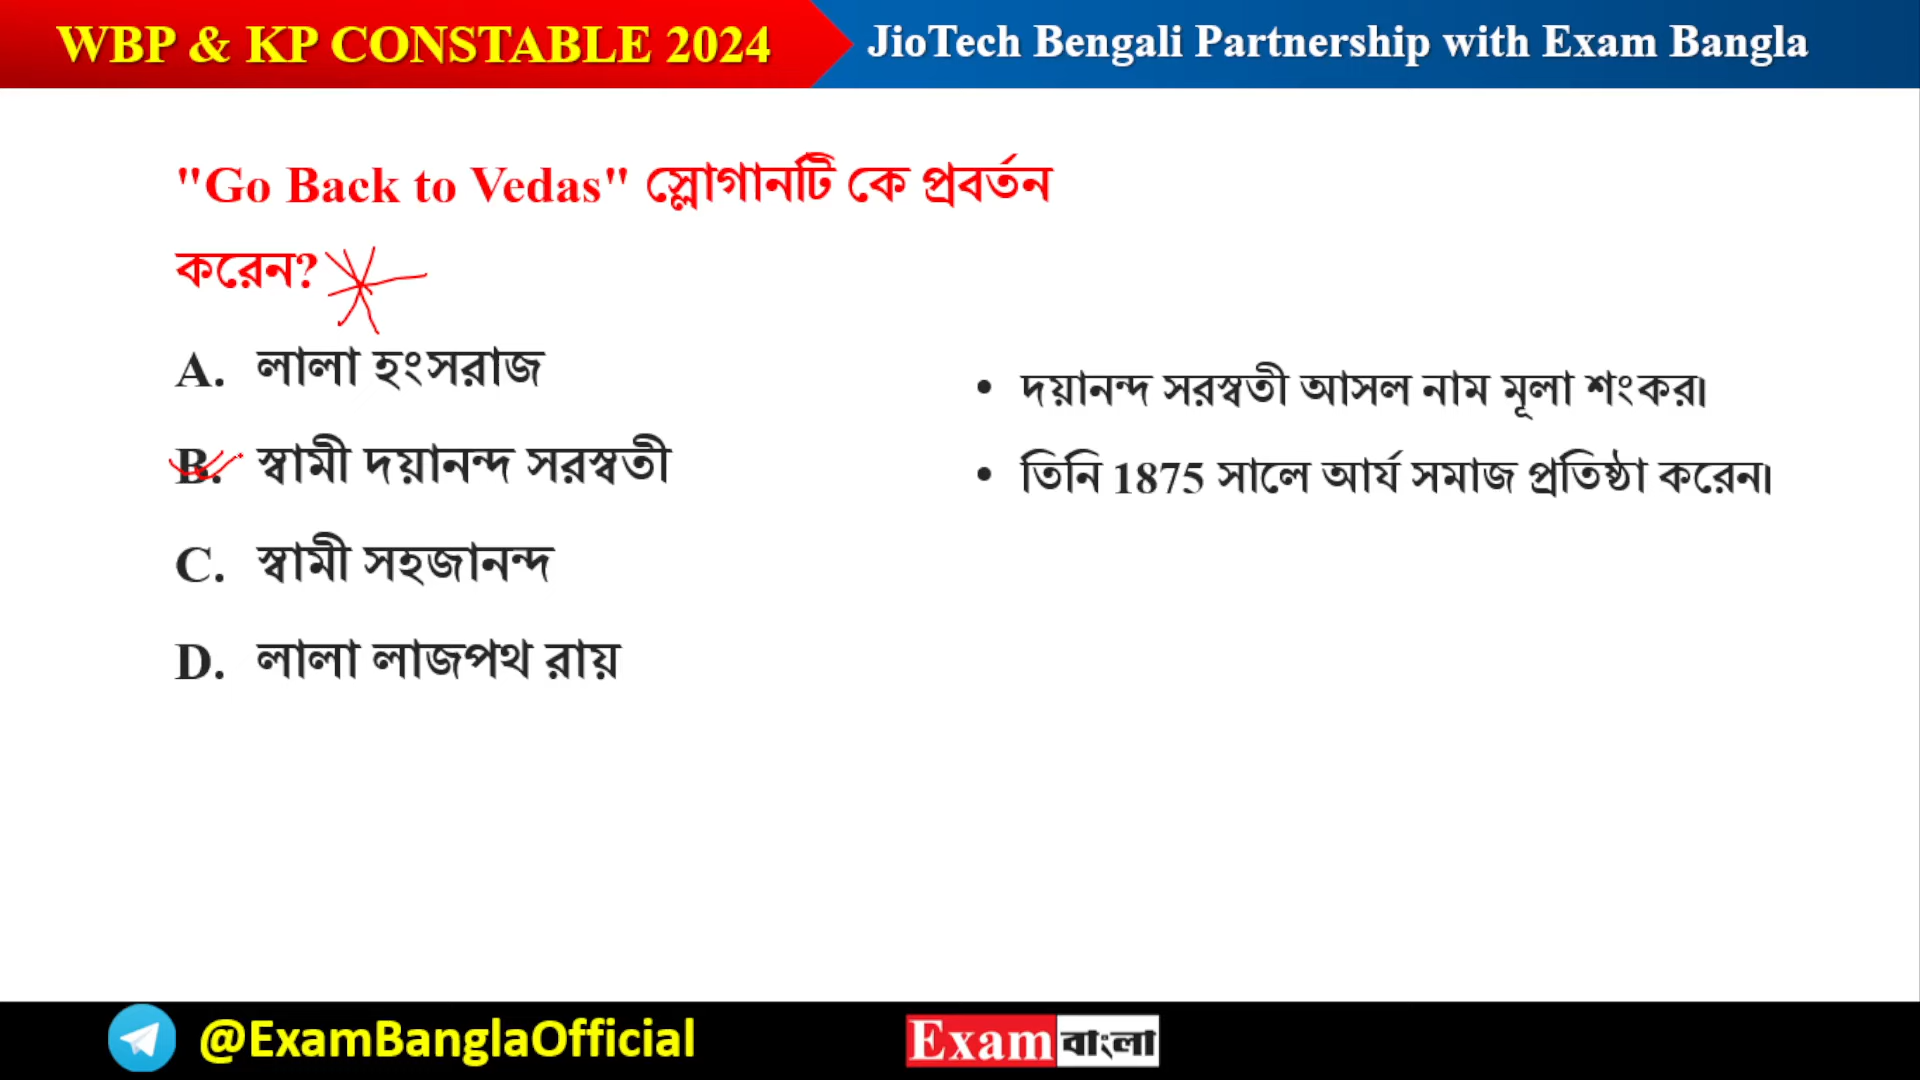 WBP & KP CONSTABLE 2024
JioTech Bengali Partnership with Exam Bangla
"Go Back to Vedas" স্লোগানটি কে প্রবর্তন
করেন?
A. লালা হংসরাজ
B. স্বামী দয়ানন্দ সরস্বতী
C. স্বামী সহজানন্দ
D. লালা লাজপথ রায়
• দয়ানন্দ সরস্বতী আসল নাম মূলা শংকর।
• তিনি 1875 সালে আর্য সমাজ প্রতিষ্ঠা করেন।
@ExamBanglaOfficial
Exam বাংলা